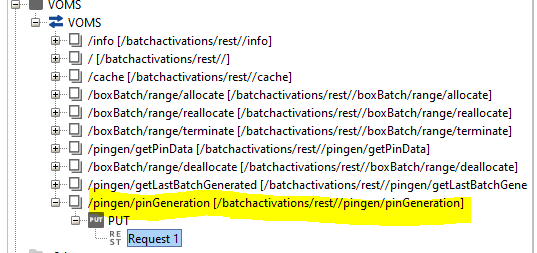 VOMS
VOMS
/info [/batchactivations/rest//info]
/ [/batchactivations/rest//]
/cache [/batchactivations/rest//cache]
/boxBatch/range/allocate [/batchactivations/rest//boxBatch/range/allocate]
/boxBatch/range/reallocate [/batchactivations/rest//boxBatch/range/reallocate]
/boxBatch/range/terminate [/batchactivations/rest//boxBatch/range/terminate]
/pingen/getPinData [/batchactivations/rest//pingen/getPinData]
/boxBatch/range/deallocate [/batchactivations/rest//boxBatch/range/deallocate]
/pingen/getLastBatchGenerated [/batchactivations/rest//pingen/getLastBatchGene
/pingen/pinGeneration [/batchactivations/rest//pingen/pinGeneration]
PUT PUT
REST Request 1